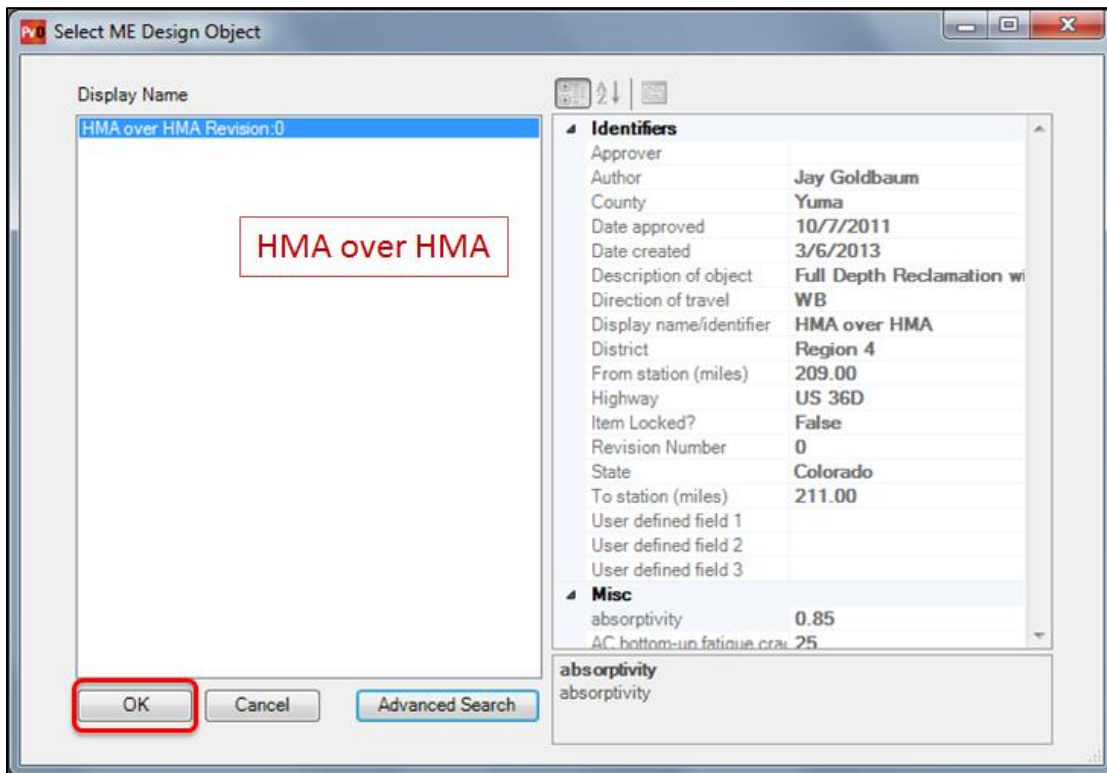 Select ME Design Object
Display Name
HMA over HMA Revision:0
HMA over HMA
Identifiers
Approver
Author Jay Goldbaum
County Yuma
Date approved 10/7/2011
Date created 3/6/2013
Description of object Full Depth Reclamation wi
Direction of travel WB
Display name/identifier HMA over HMA
District Region 4
From station (miles) 209.00
Highway US 36D
Item Locked? False
Revision Number 0
State Colorado
To station (miles) 211.00
User defined field 1
User defined field 2
User defined field 3
Misc
absorptivity 0.85
AC bottom-up fatigue crac 25
absorptivity
absorptivity
OK Cancel Advanced Search